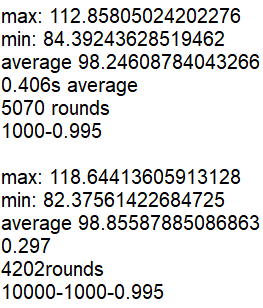 max: 112.85805024202276
min: 84.39243628519462
average 98.24608784043266
0.406s average
5070 rounds
1000-0.995

max: 118.64413605913128
min: 82.37561422684725
average 98.85587885086863
0.297
4202rounds
10000-1000-0.995